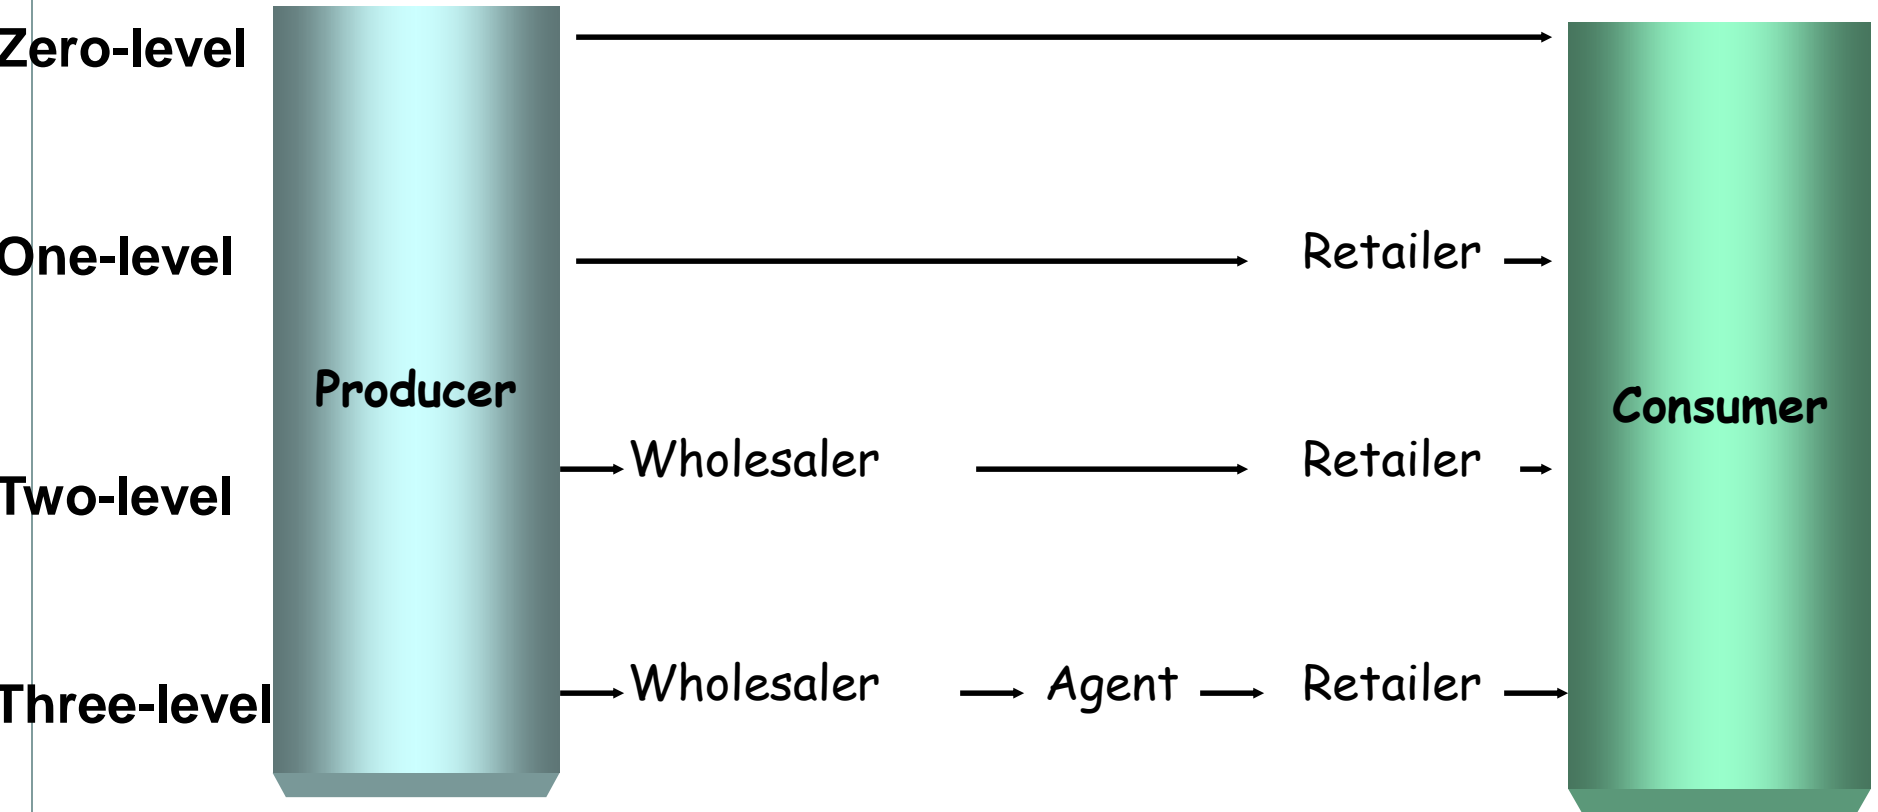 Zero-level
One-level Retailer
Producer Consumer
Two-level Wholesaler Retailer
Three-level Wholesaler Agent Retailer